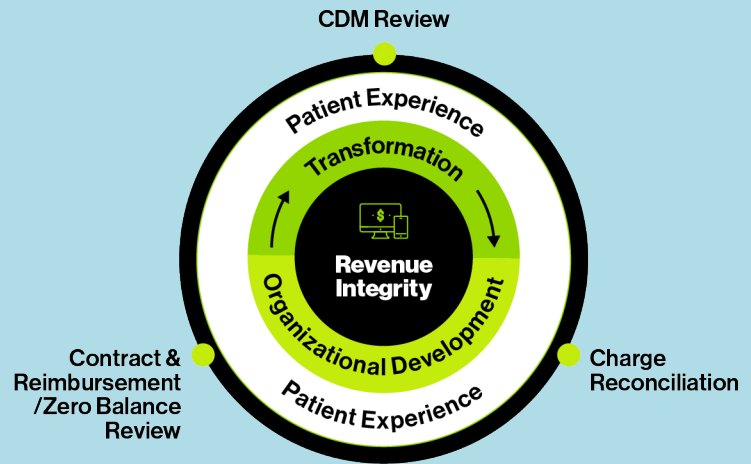 CDM Review
Patient Experience
Transformation
$
Revenue
Integrity
Organizational Development
Patient Experience
Contract &
Reimbursement
/Zero Balance
Review
Charge
Reconciliation